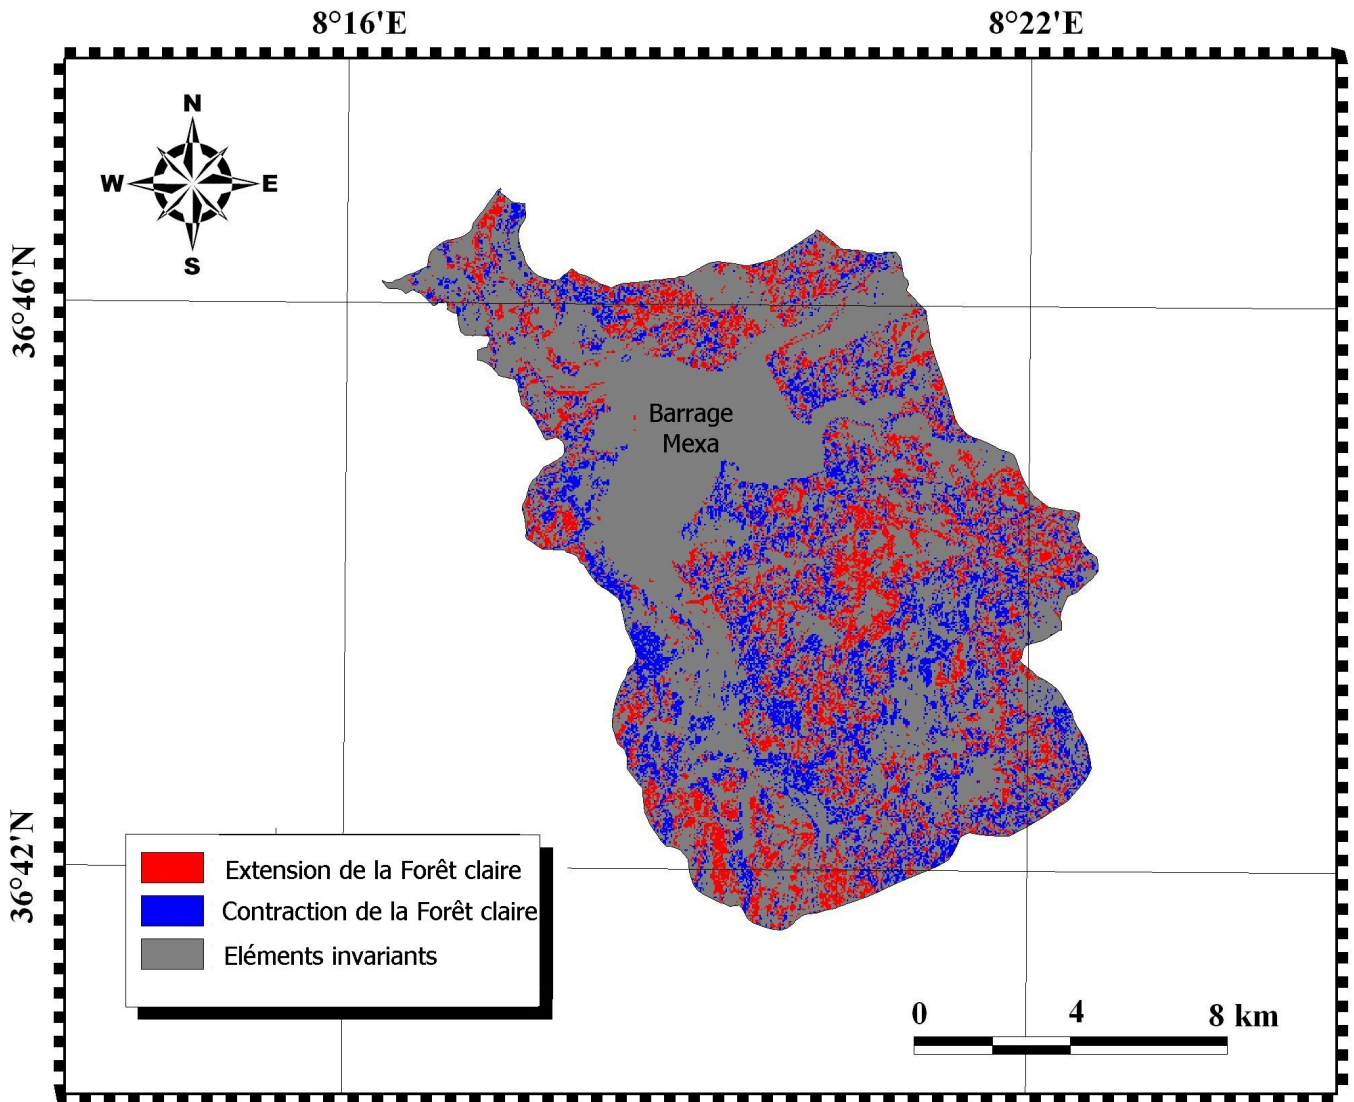 8°16'E
8°22'E
N
W
E
S
36°46'N
Barrage
Mexa
36°42'N
Extension de la Forêt claire
Contraction de la Forêt claire
Eléments invariants
0
4
8 km